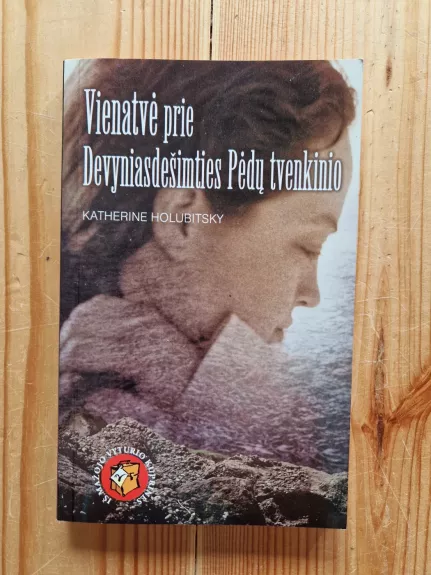 Vienatvė prie
Devyniasdešimties Pėdų tvenkinio
KATHERINE HOLUBITSKY